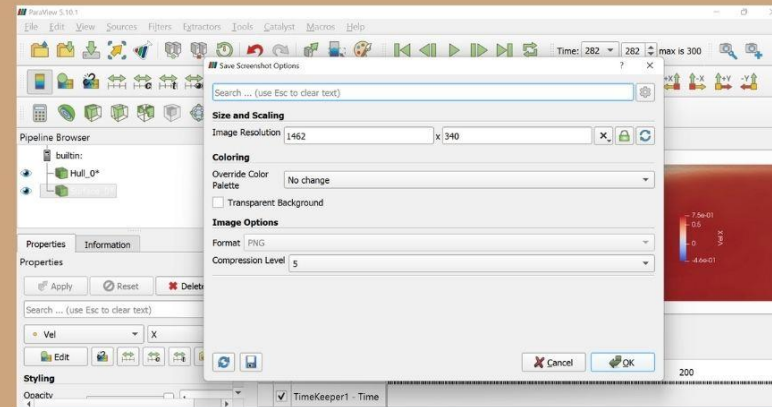 ParaView 5.10.1
File Edit View Sources Filters Extractors Tools Catalyst Macros Help
Time: 282 282 max is 300
Save Screenshot Options ? X
Search ... (use Esc to clear text)
Size and Scaling
Image Resolution 1462 x 340
Coloring
Override Color Palette No change
Transparent Background
Image Options
Format PNG
Compression Level 5
Cancel OK
Pipeline Browser
builtin:
Hull_0*
Properties Information
Properties
Apply Reset Delete
Search ... (use Esc to clear text)
Vel X
Edit
Styling
Opacity
TimeKeeper1 - Time
200
7.5e-01
0.5
0
-4.6e-01